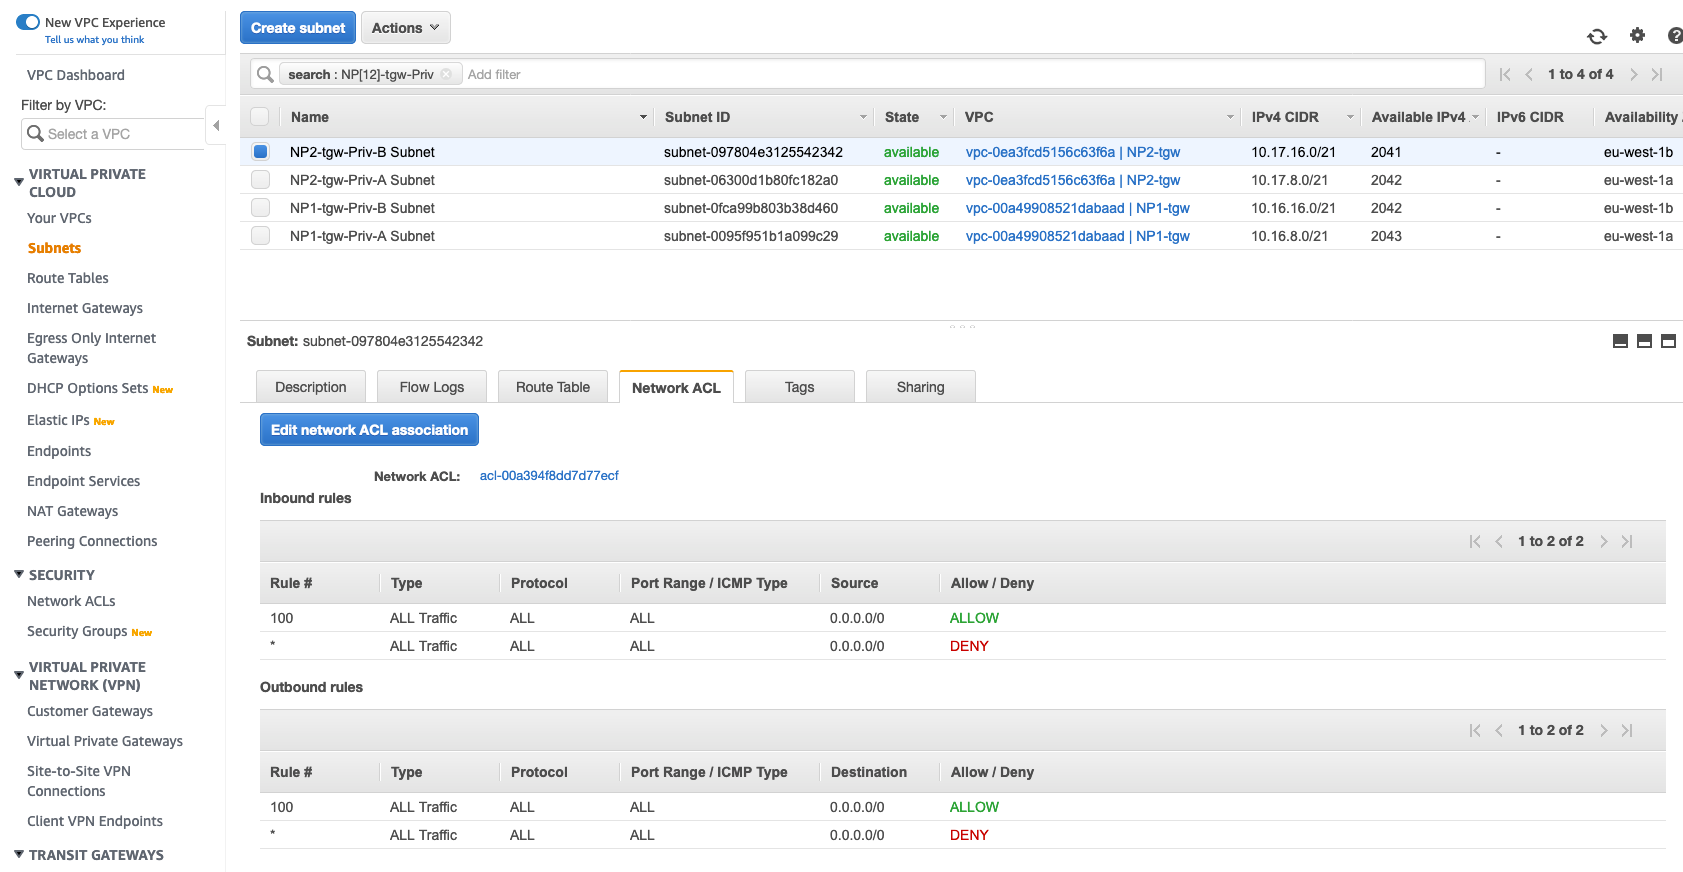 New VPC Experience
Tell us what you think
VPC Dashboard
Filter by VPC:
Select a VPC
VIRTUAL PRIVATE
CLOUD
Your VPCs
Subnets
Route Tables
Internet Gateways
Egress Only Internet
Gateways
DHCP Options Sets New
Elastic IPs New
Endpoints
Endpoint Services
NAT Gateways
Peering Connections
SECURITY
Network ACLs
Security Groups New
VIRTUAL PRIVATE
NETWORK (VPN)
Customer Gateways
Virtual Private Gateways
Site-to-Site VPN
Connections
Client VPN Endpoints
TRANSIT GATEWAYS
Create subnet Actions
search : NP[12]-tgw-Priv Add filter 1 to 4 of 4
Name Subnet ID State VPC IPv4 CIDR Available IPv4 IPv6 CIDR Availability
NP2-tgw-Priv-B Subnet subnet-097804e3125542342 available vpc-0ea3fcd5156c63f6a | NP2-tgw 10.17.16.0/21 2041 - eu-west-1b
NP2-tgw-Priv-A Subnet subnet-06300d1b80fc182a0 available vpc-0ea3fcd5156c63f6a | NP2-tgw 10.17.8.0/21 2042 - eu-west-1a
NP1-tgw-Priv-B Subnet subnet-0fca99b803b38d460 available vpc-00a49908521dabaad | NP1-tgw 10.16.16.0/21 2042 - eu-west-1b
NP1-tgw-Priv-A Subnet subnet-0095f951b1a099c29 available vpc-00a49908521dabaad | NP1-tgw 10.16.8.0/21 2043 - eu-west-1a
Subnet: subnet-097804e3125542342
Description Flow Logs Route Table Network ACL Tags Sharing
Edit network ACL association
Network ACL: acl-00a394f8dd7d77ecf
Inbound rules
1 to 2 of 2
Rule # Type Protocol Port Range / ICMP Type Source Allow / Deny
100 ALL Traffic ALL ALL 0.0.0.0/0 ALLOW
* ALL Traffic ALL ALL 0.0.0.0/0 DENY
Outbound rules
1 to 2 of 2
Rule # Type Protocol Port Range / ICMP Type Destination Allow / Deny
100 ALL Traffic ALL ALL 0.0.0.0/0 ALLOW
* ALL Traffic ALL ALL 0.0.0.0/0 DENY